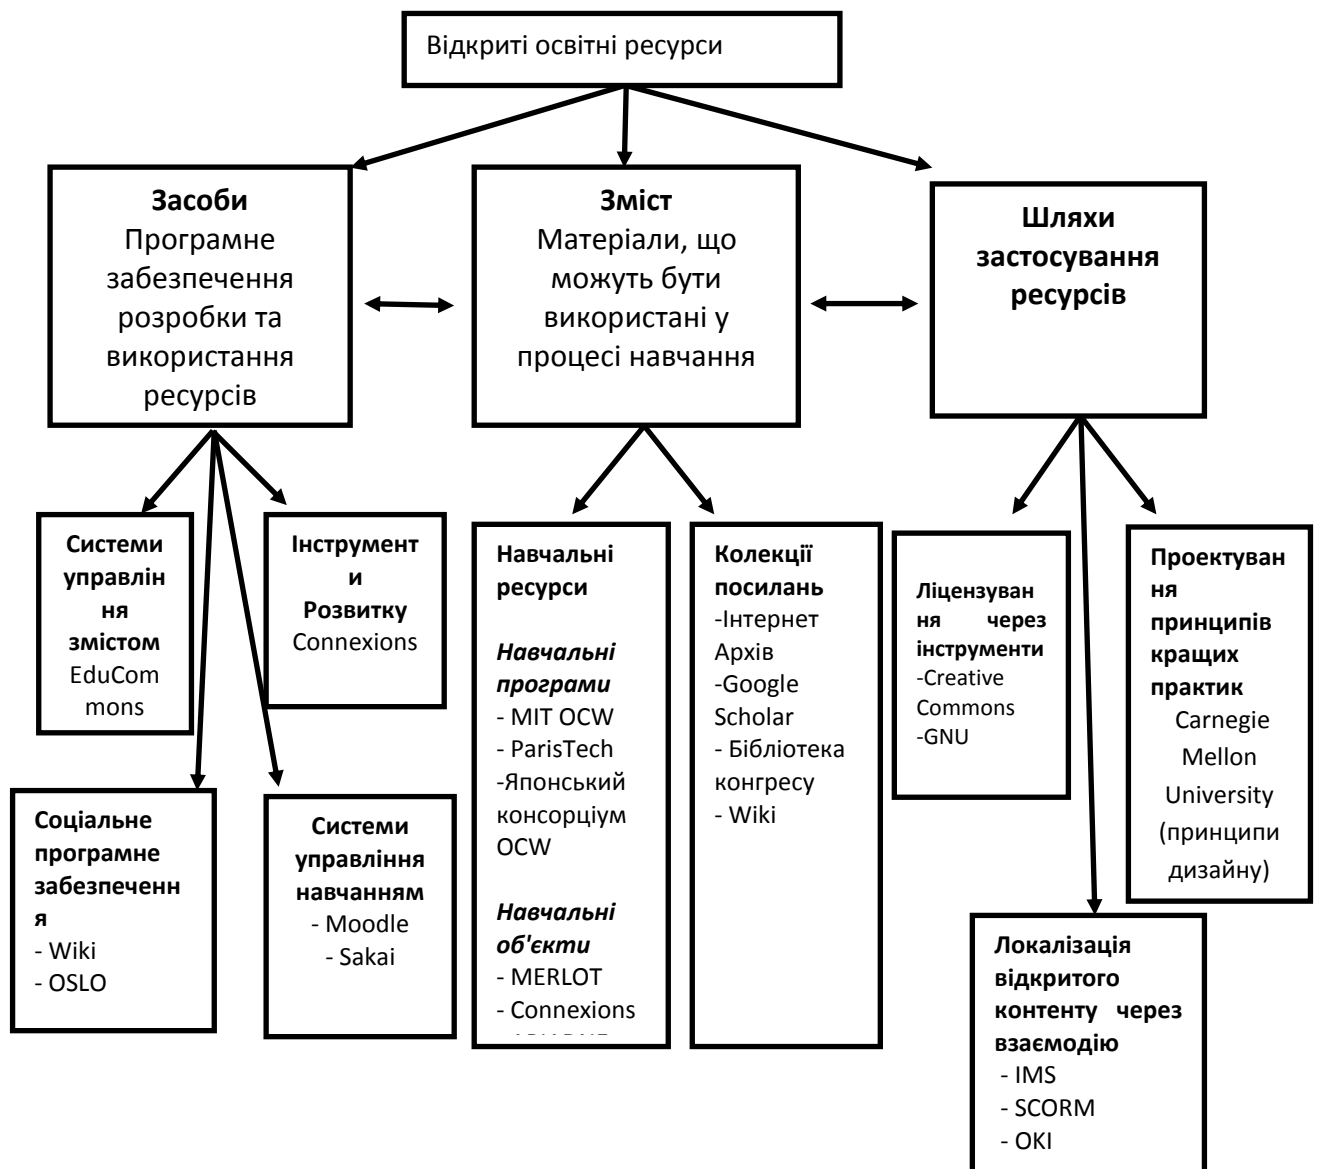 Відкриті освітні ресурси
Засоби
Програмне
забезпечення
розробки та
використання
ресурсів
Зміст
Матеріали, що
можуть бути
використані у
процесі навчання
Шляхи
застосування
ресурсів
Системи
управлін
ня
змістом
EduCom
mons
Інструмент
и
Розвитку
Connexions
Соціальне
програмне
забезпеченн
я
- Wiki
- OSLO
Системи
управління
навчанням
- Moodle
- Sakai
Навчальні
ресурси
Навчальні
програми
- MIT OCW
- ParisTech
-Японський
консорціум
OCW
Навчальні
об'єкти
- MERLOT
- Connexions
Колекції
посилань
-Інтернет
Архів
-Google
Scholar
- Бібліотека
конгресу
- Wiki
Ліцензуван
ня через
інструменти
-Creative
Commons
-GNU
Проектуван
ня
принципів
кращих
практик
Carnegie
Mellon
University
(принципи
дизайну)
Локалізація
відкритого
контенту через
взаємодію
- IMS
- SCORM
- OKI